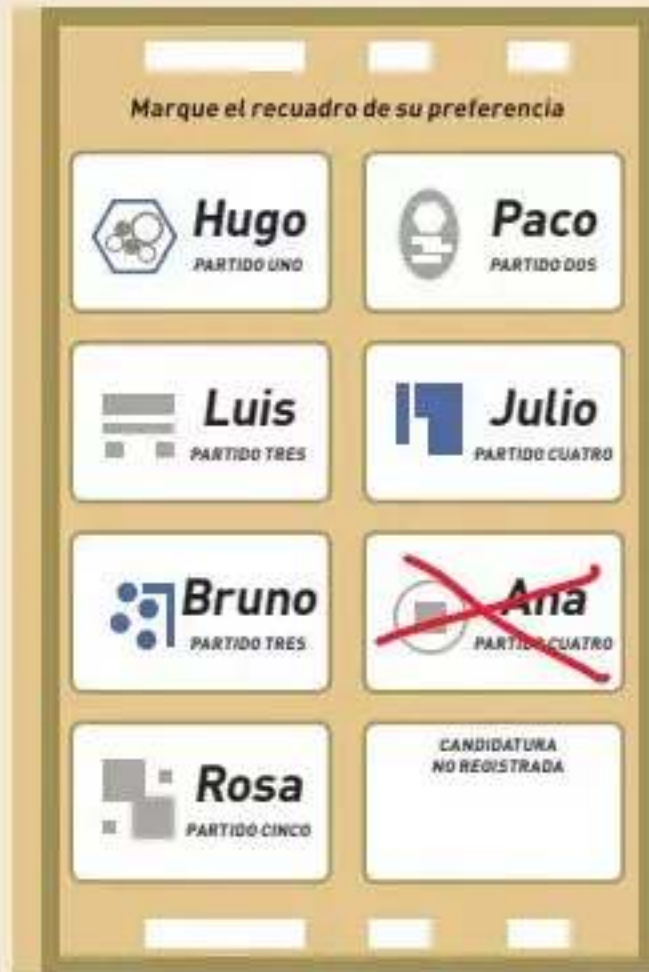 Marque el recuadro de su preferencia
Hugo
PARTIDO UNO
Paco
PARTIDO DOS
Luis
PARTIDO TRES
Julio
PARTIDO CUATRO
Bruno
PARTIDO TRES
Ana
PARTIDO CUATRO
Rosa
PARTIDO CINCO
CANDIDATURA
NO REGISTRADA